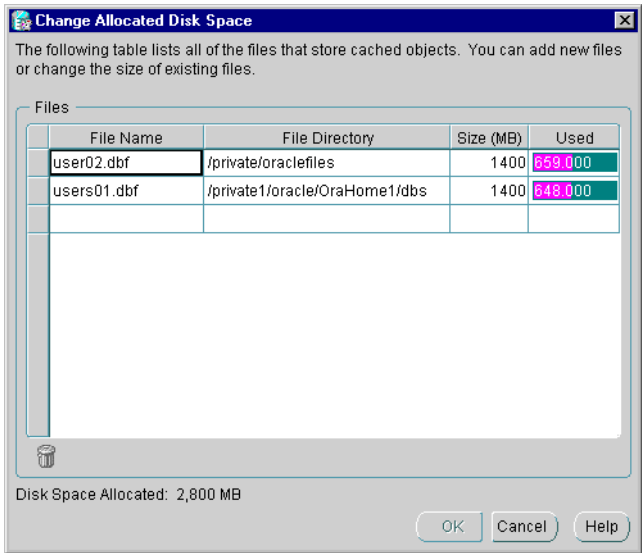 Change Allocated Disk Space
The following table lists all of the files that store cached objects. You can add new files
or change the size of existing files.
Files
File Name File Directory Size (MB) Used
user02.dbf /private/oraclefiles 1400 659.000
users01.dbf /private1/oracle/OraHome1/dbs 1400 648.000
Disk Space Allocated: 2,800 MB
OK Cancel Help